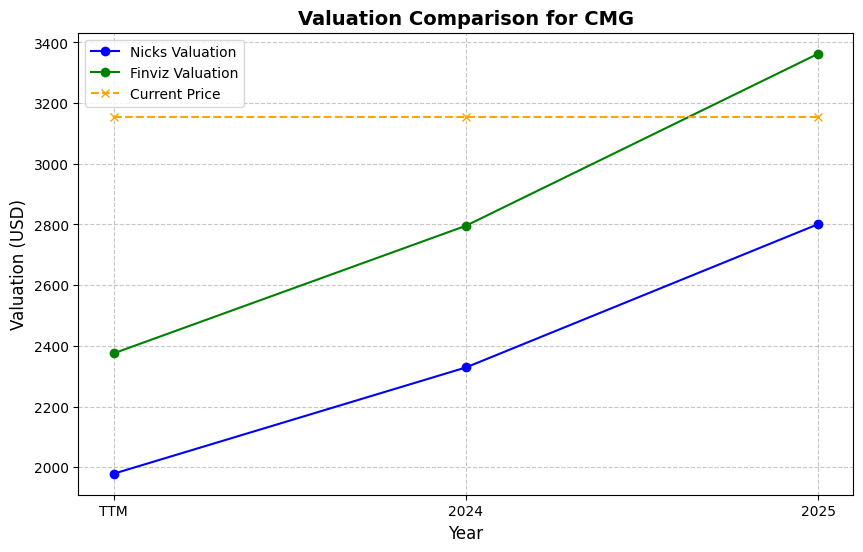 Valuation Comparison for CMG
Nicks Valuation
Finviz Valuation
Current Price
Valuation (USD)
3400
3200
3000
2800
2600
2400
2200
2000
TTM
2024
2025
Year